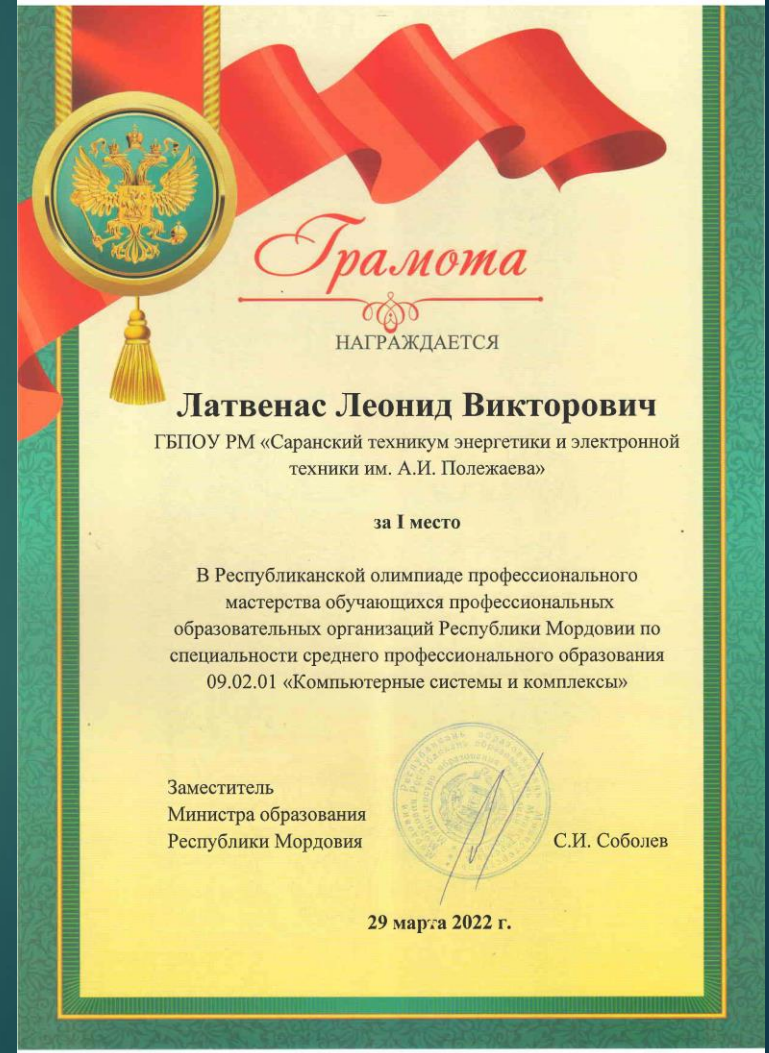 Грамота
НАГРАЖДАЕТСЯ
Латвенас Леонид Викторович
ГБПОУ РМ «Саранский техникум энергетики и электронной
техники им. А.И. Полежаева»
за I место
В Республиканской олимпиаде профессионального
мастерства обучающихся профессиональных
образовательных организаций Республики Мордовии по
специальности среднего профессионального образования
09.02.01 «Компьютерные системы и комплексы»
Заместитель
Министра образования
Республики Мордовия
С.И. Соболев
29 марта 2022 г.